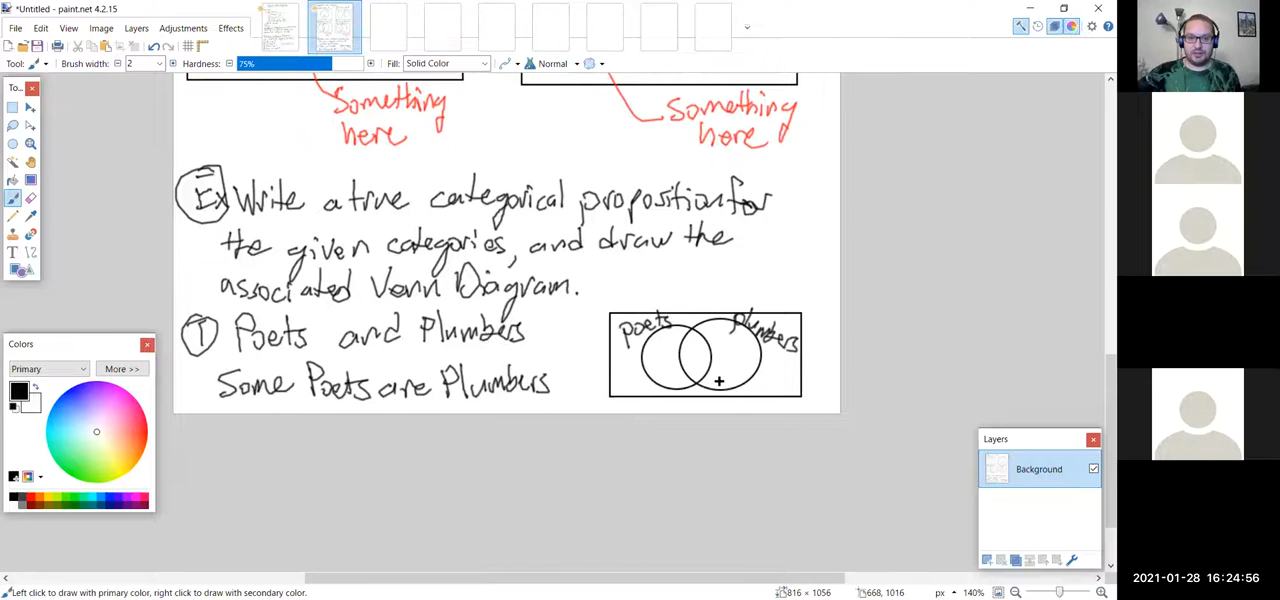 *Untitled - paint.net 4.2.15
File Edit View Image Layers Adjustments Effects
Tool: Brush width: 2 Hardness: 75% Fill: Solid Color Normal
To...
Something
here
Something
here
Ex Write a true categorical proposition for
the given categories, and draw the
associated Venn Diagram.
1 Poets and Plumbers
Some Poets are Plumbers
poets
plumbers
Colors
Primary More >>
Layers
Background
2021-01-28 16:24:56
Left click to draw with primary color, right click to draw with secondary color. 816 × 1056 668, 1016 px 140%